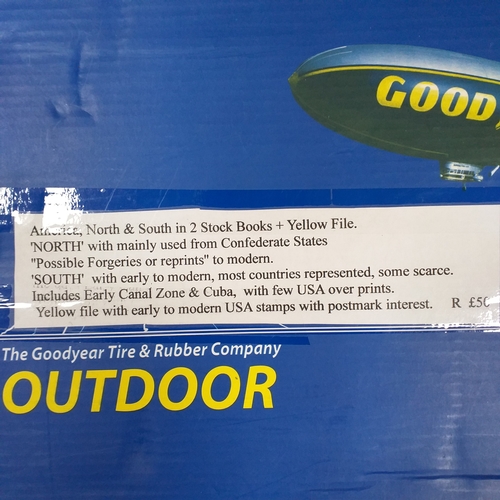 GOOD
America, North & South in 2 Stock Books + Yellow File.
'NORTH' with mainly used from Confederate States
"Possible Forgeries or reprints" to modern.
'SOUTH' with early to modern, most countries represented, some scarce.
Includes Early Canal Zone & Cuba, with few USA over prints.
Yellow file with early to modern USA stamps with postmark interest. R £50
The Goodyear Tire & Rubber Company
OUTDOOR